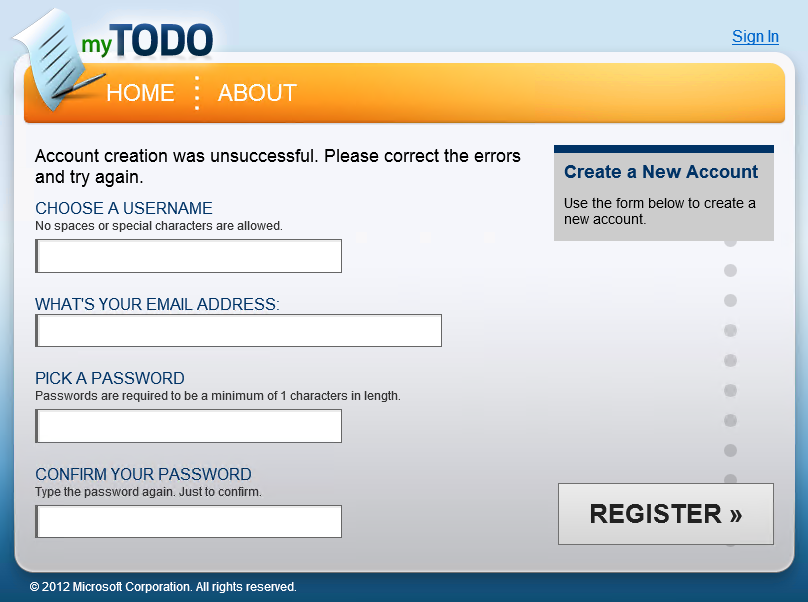 myTODO
Sign In
HOME
ABOUT
Account creation was unsuccessful. Please correct the errors
and try again.
CHOOSE A USERNAME
No spaces or special characters are allowed.
WHAT'S YOUR EMAIL ADDRESS:
PICK A PASSWORD
Passwords are required to be a minimum of 1 characters in length.
CONFIRM YOUR PASSWORD
Type the password again. Just to confirm.
Create a New Account
Use the form below to create a
new account.
REGISTER »
© 2012 Microsoft Corporation. All rights reserved.